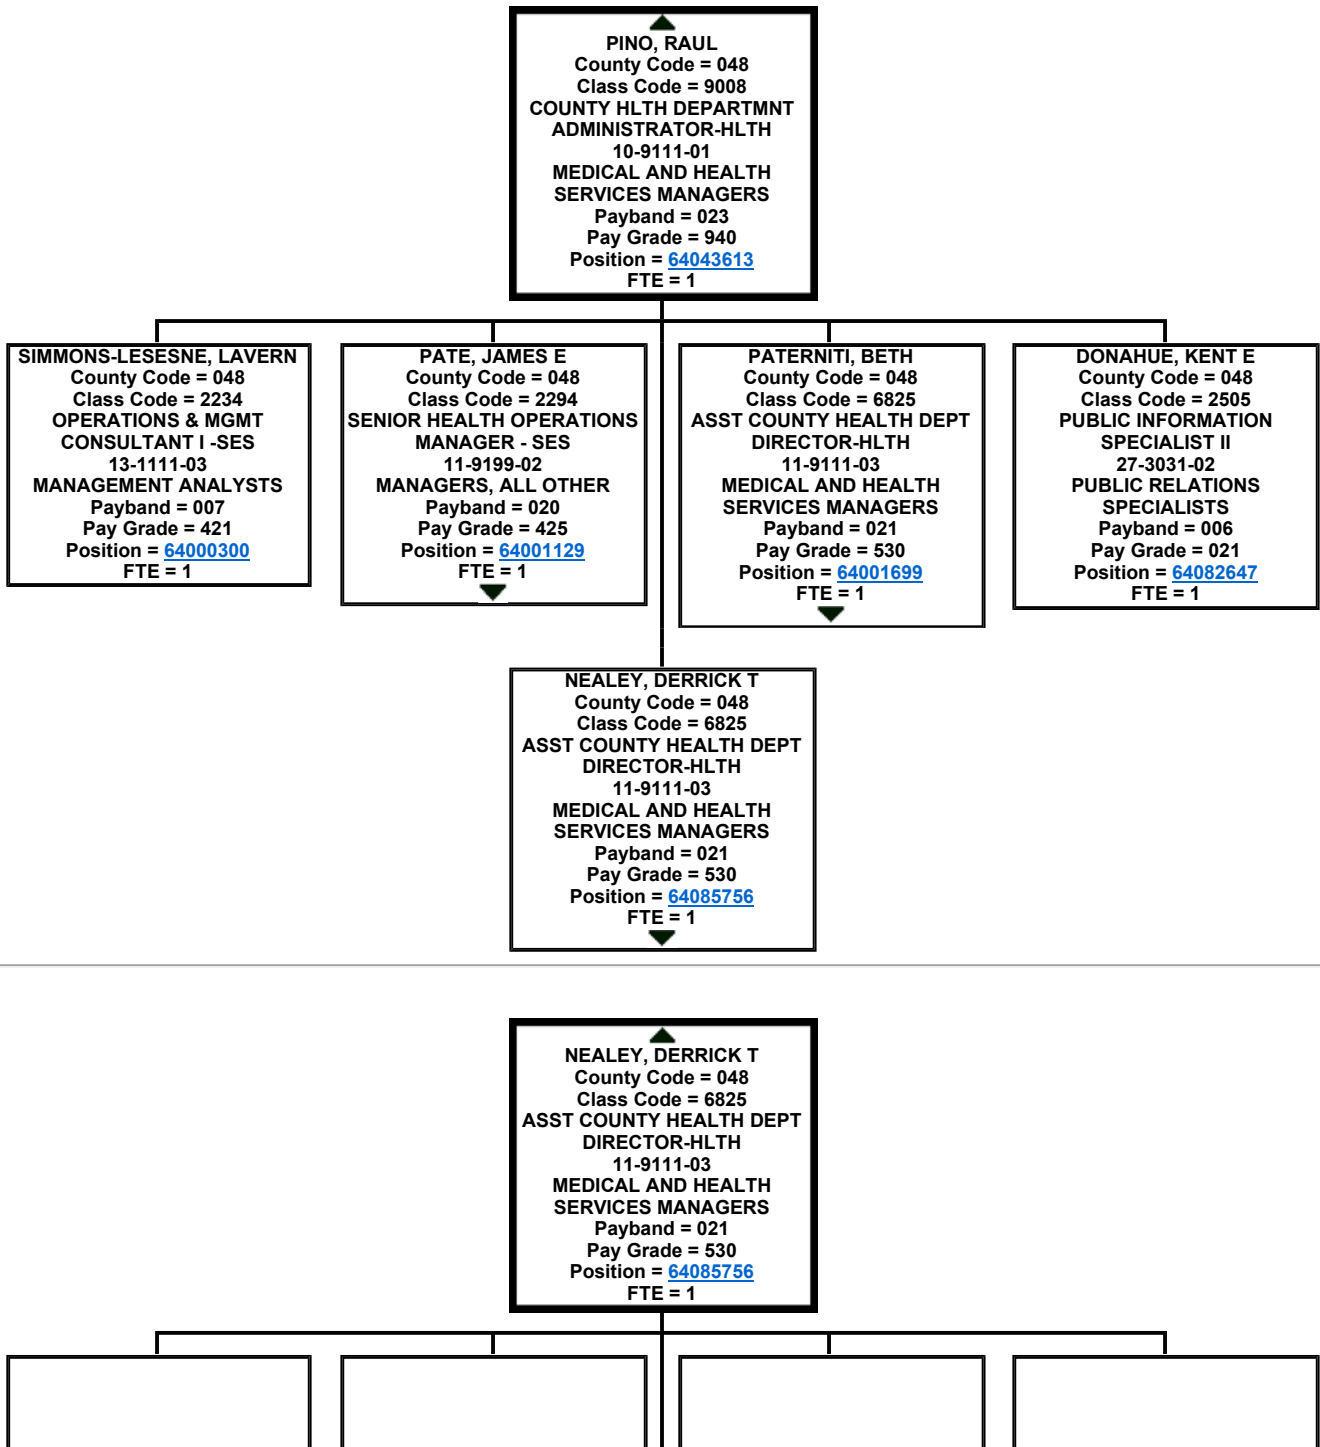 PINO, RAUL
County Code = 048
Class Code = 9008
COUNTY HLTH DEPARTMNT
ADMINISTRATOR-HLTH
10-9111-01
MEDICAL AND HEALTH
SERVICES MANAGERS
Payband = 023
Pay Grade = 940
Position = 64043613
FTE = 1
SIMMONS-LESESNE, LAVERN
County Code = 048
Class Code = 2234
OPERATIONS & MGMT
CONSULTANT I -SES
13-1111-03
MANAGEMENT ANALYSTS
Payband = 007
Pay Grade = 421
Position = 64000300
FTE = 1
PATE, JAMES E
County Code = 048
Class Code = 2294
SENIOR HEALTH OPERATIONS
MANAGER - SES
11-9199-02
MANAGERS, ALL OTHER
Payband = 020
Pay Grade = 425
Position = 64001129
FTE = 1
PATERNITI, BETH
County Code = 048
Class Code = 6825
ASST COUNTY HEALTH DEPT
DIRECTOR-HLTH
11-9111-03
MEDICAL AND HEALTH
SERVICES MANAGERS
Payband = 021
Pay Grade = 530
Position = 64001699
FTE = 1
DONAHUE, KENT E
County Code = 048
Class Code = 2505
PUBLIC INFORMATION
SPECIALIST II
27-3031-02
PUBLIC RELATIONS
SPECIALISTS
Payband = 006
Pay Grade = 021
Position = 64082647
FTE = 1
NEALEY, DERRICK T
County Code = 048
Class Code = 6825
ASST COUNTY HEALTH DEPT
DIRECTOR-HLTH
11-9111-03
MEDICAL AND HEALTH
SERVICES MANAGERS
Payband = 021
Pay Grade = 530
Position = 64085756
FTE = 1
NEALEY, DERRICK T
County Code = 048
Class Code = 6825
ASST COUNTY HEALTH DEPT
DIRECTOR-HLTH
11-9111-03
MEDICAL AND HEALTH
SERVICES MANAGERS
Payband = 021
Pay Grade = 530
Position = 64085756
FTE = 1